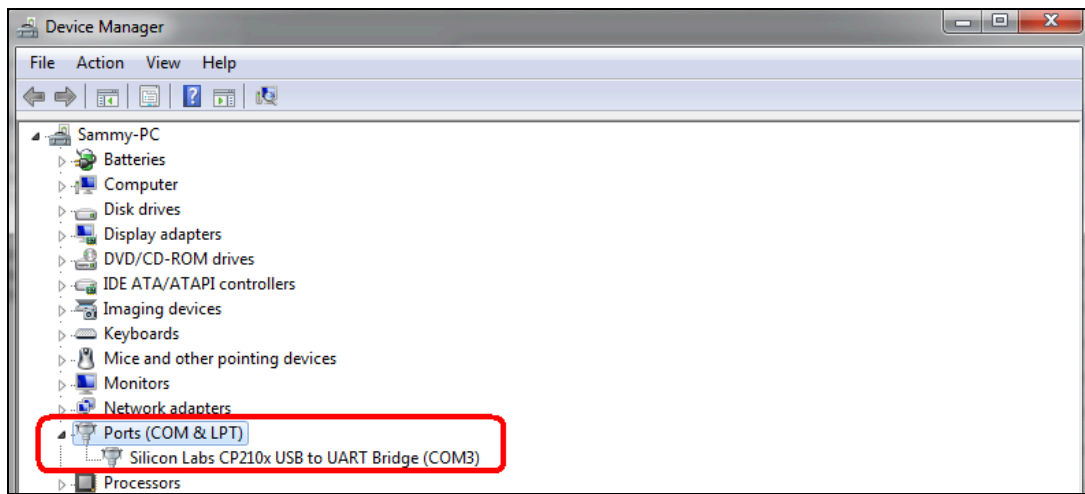 Device Manager
File Action View Help
Sammy-PC
Batteries
Computer
Disk drives
Display adapters
DVD/CD-ROM drives
IDE ATA/ATAPI controllers
Imaging devices
Keyboards
Mice and other pointing devices
Monitors
Network adapters
Ports (COM & LPT)
Silicon Labs CP210x USB to UART Bridge (COM3)
Processors